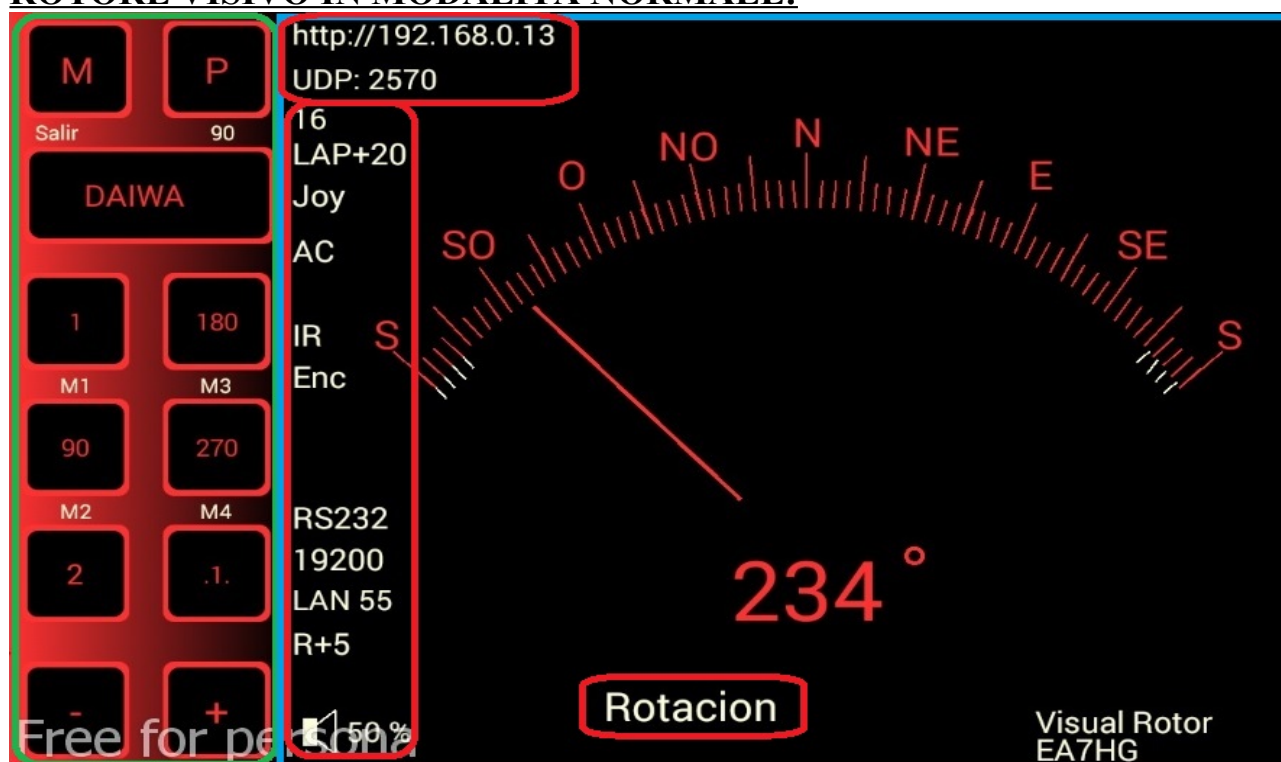 ROTORE VISIVO IN MODALITÀ NORMALE:
M P
Salir 90
DAIWA
1 180
M1 M3
90 270
M2 M4
2 .1.
- +
Free for persona
http://192.168.0.13
UDP: 2570
16
LAP+20
Joy
AC
IR
Enc
RS232
19200
LAN 55
R+5
50 %
S SO O NO N NE E SE S
234 °
Rotacion
Visual Rotor
EA7HG